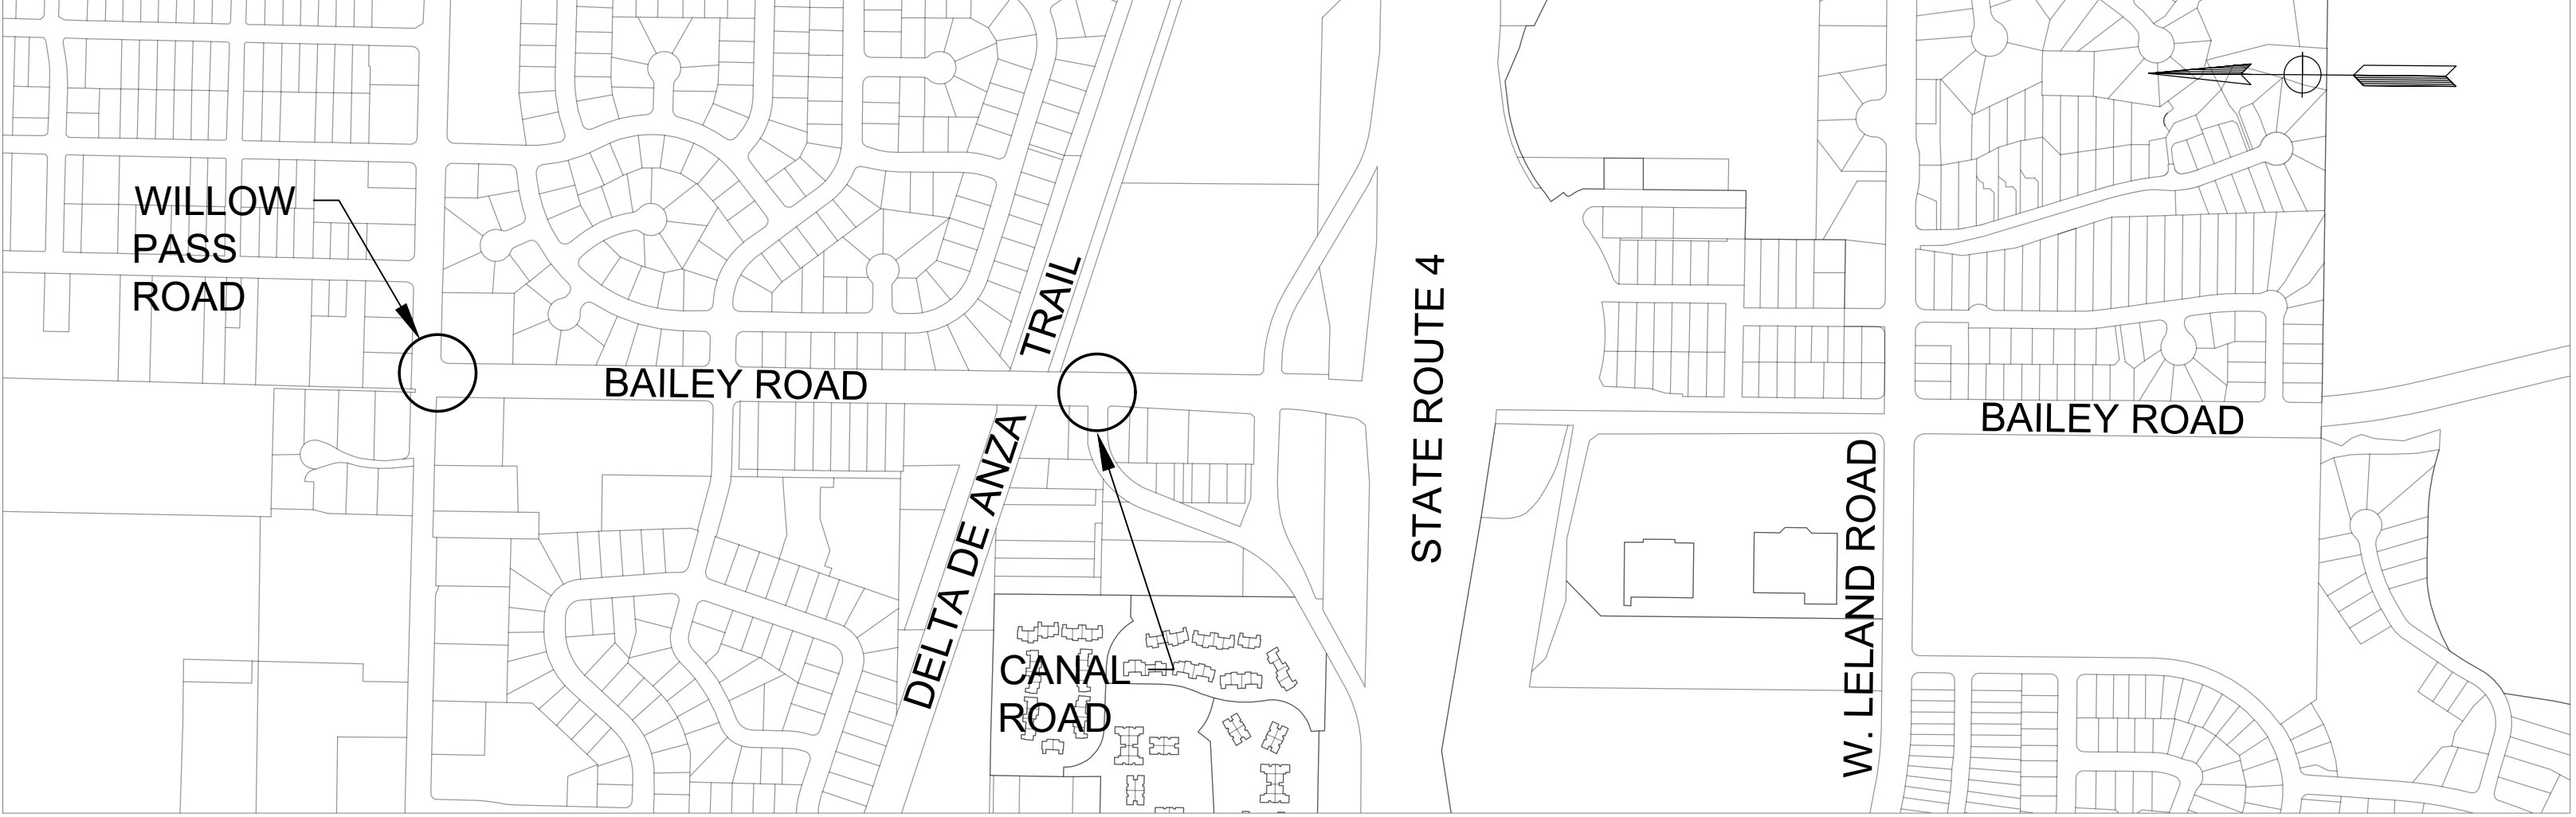 WILLOW
PASS
ROAD
BAILEY ROAD
TRAIL
DELTA DE ANZA
CANAL
ROAD
STATE ROUTE 4
W. LELAND ROAD
BAILEY ROAD